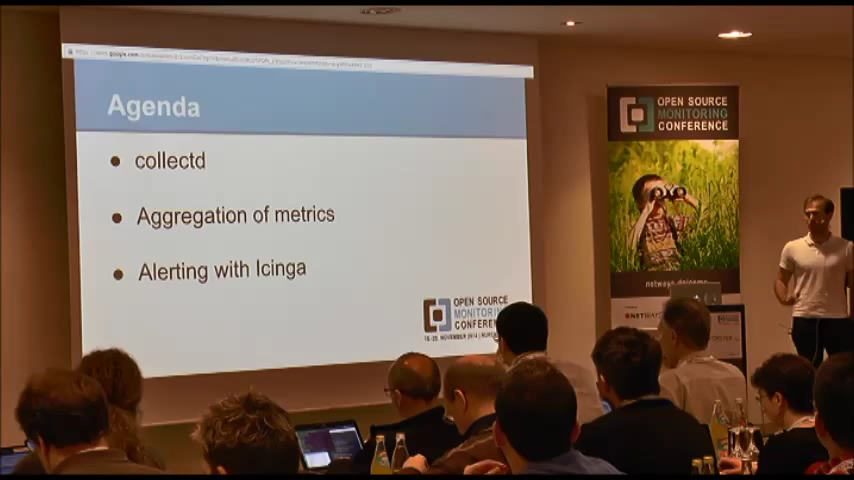 Agenda
collectd
Aggregation of metrics
Alerting with Icinga
OPEN SOURCE
MONITORING
CONFERENCE
OPEN SOURCE
MONITORING
CONFERENCE